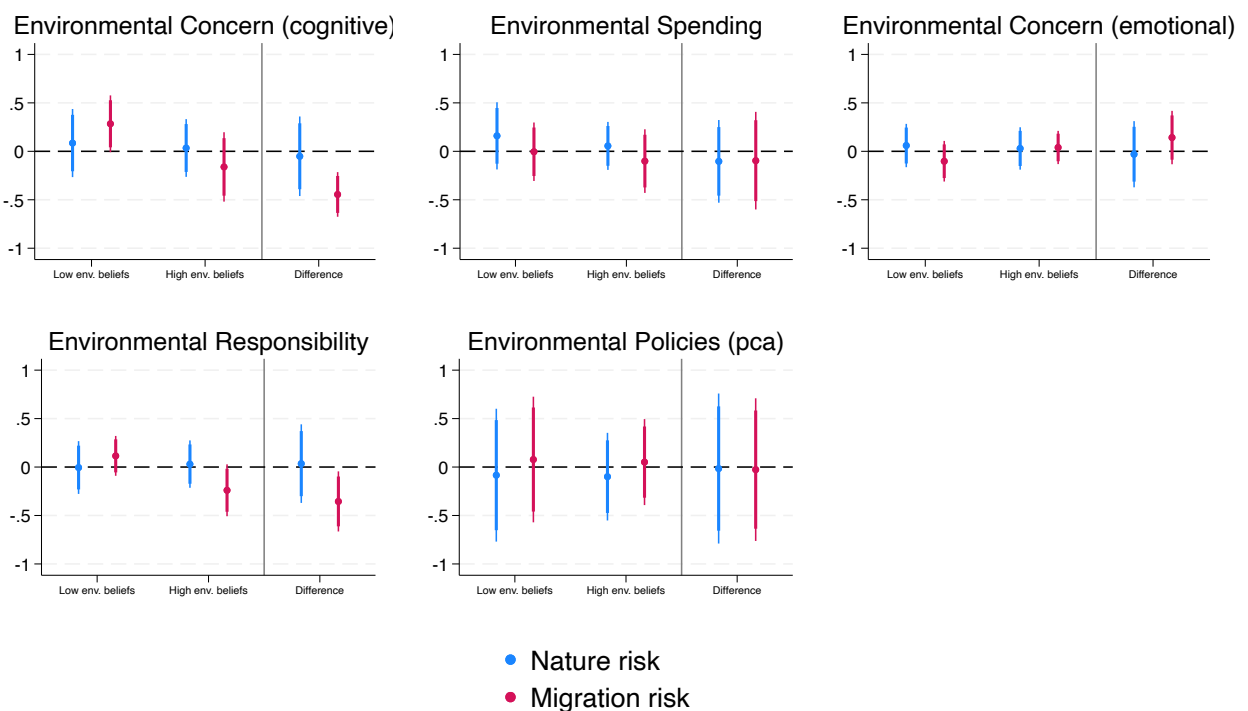 Environmental Concern (cognitive)
1
.5
0
-.5
-1
Low env. beliefs High env. beliefs Difference
Environmental Spending
1
.5
0
-.5
-1
Low env. beliefs High env. beliefs Difference
Environmental Concern (emotional)
1
.5
0
-.5
-1
Low env. beliefs High env. beliefs Difference
Environmental Responsibility
1
.5
0
-.5
-1
Low env. beliefs High env. beliefs Difference
Environmental Policies (pca)
1
.5
0
-.5
-1
Low env. beliefs High env. beliefs Difference
Nature risk
Migration risk